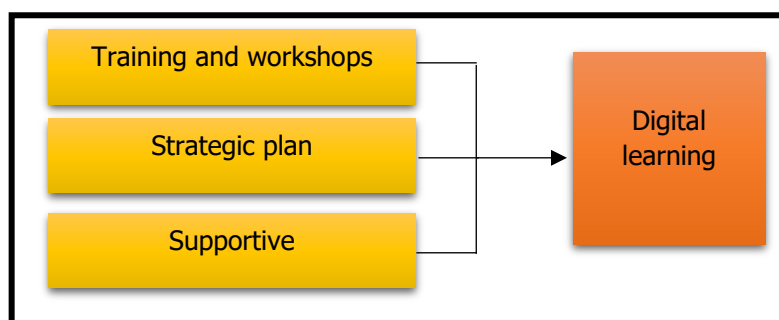 Training and workshops
Strategic plan
Supportive
Digital
learning